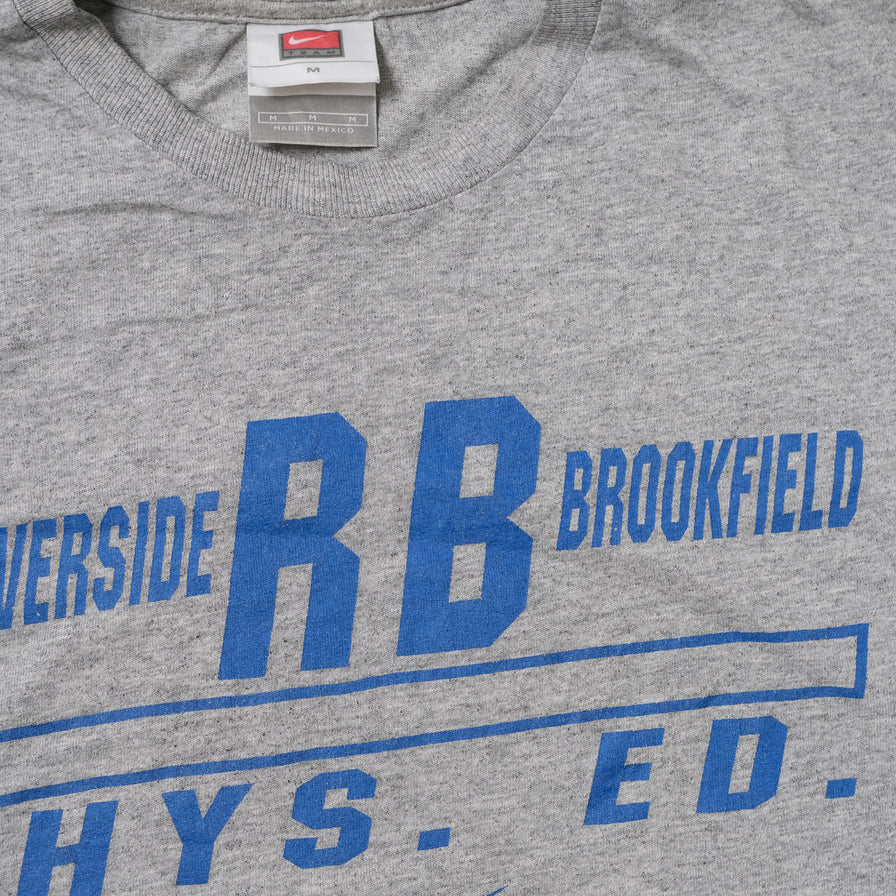 TEAM
M
M M M
MADE IN MEXICO
VERSIDE RB BROOKFIELD
HYS. ED.